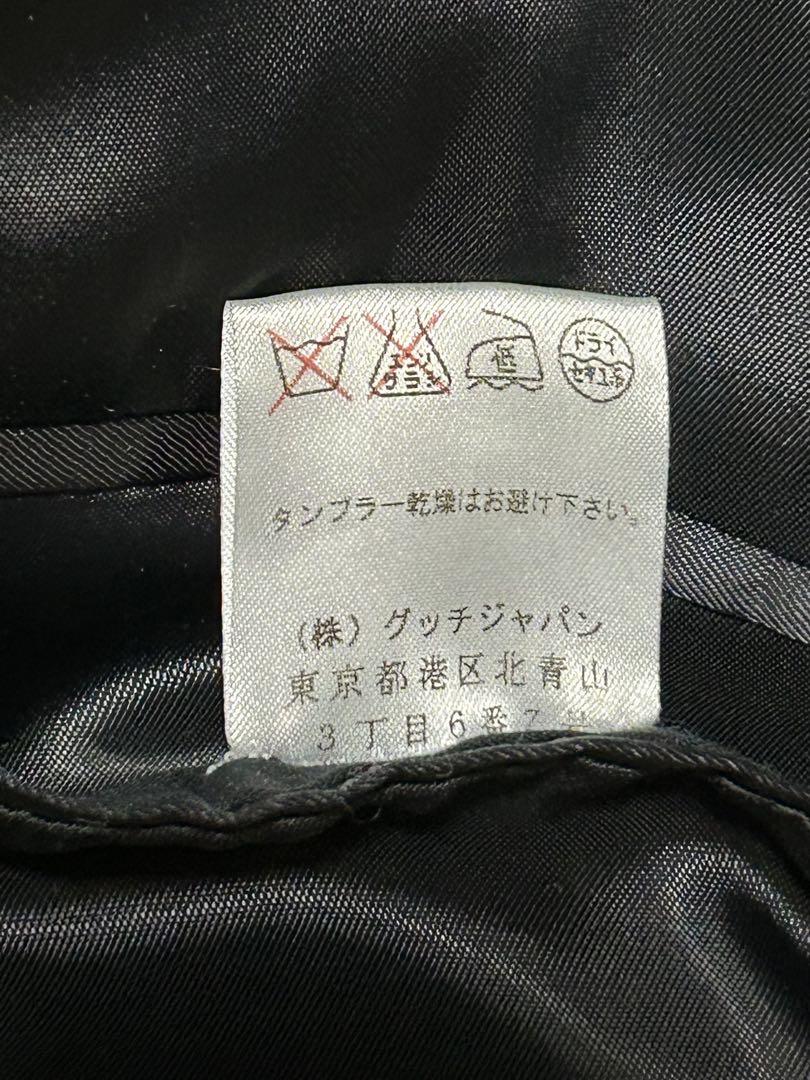 エンソ
サラシ
低
ドライ
セキユ系
タンブラー乾燥はお避け下さい。
(株) グッチジャパン
東京都港区北青山
3丁目6番7号